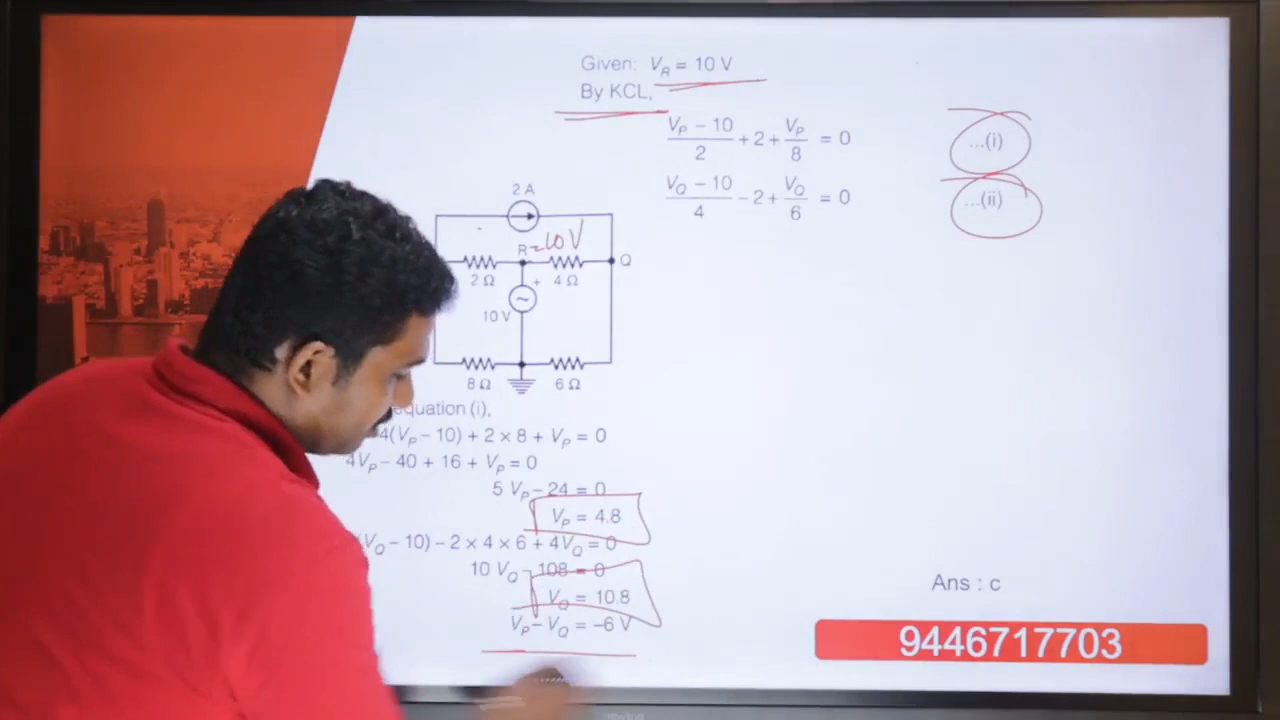 Given: V_R = 10 V
By KCL,
(V_P − 10)/2 + 2 + V_P/8 = 0 ...(i)
(V_Q − 10)/4 − 2 + V_Q/6 = 0 ...(ii)
2 A
R = 10V
Q
2 Ω + 4 Ω
10 V
8 Ω 6 Ω
equation (i),
4(V_P − 10) + 2 × 8 + V_P = 0
4V_P − 40 + 16 + V_P = 0
5 V_P − 24 = 0
V_P = 4.8
(V_Q − 10) − 2 × 4 × 6 + 4V_Q = 0
10 V_Q − 108 = 0
V_Q = 10.8
V_P − V_Q = −6 V
Ans : c
9446717703